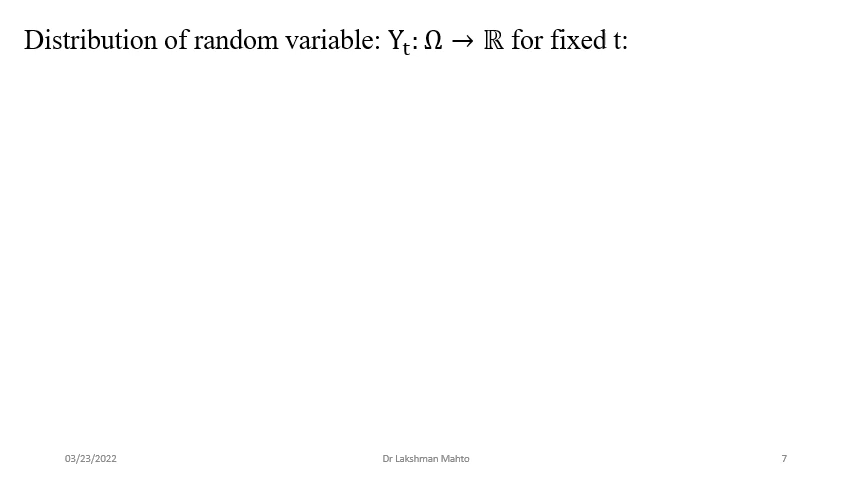 Distribution of random variable: Yₜ: Ω → ℝ for fixed t:
03/23/2022
Dr Lakshman Mahto
7